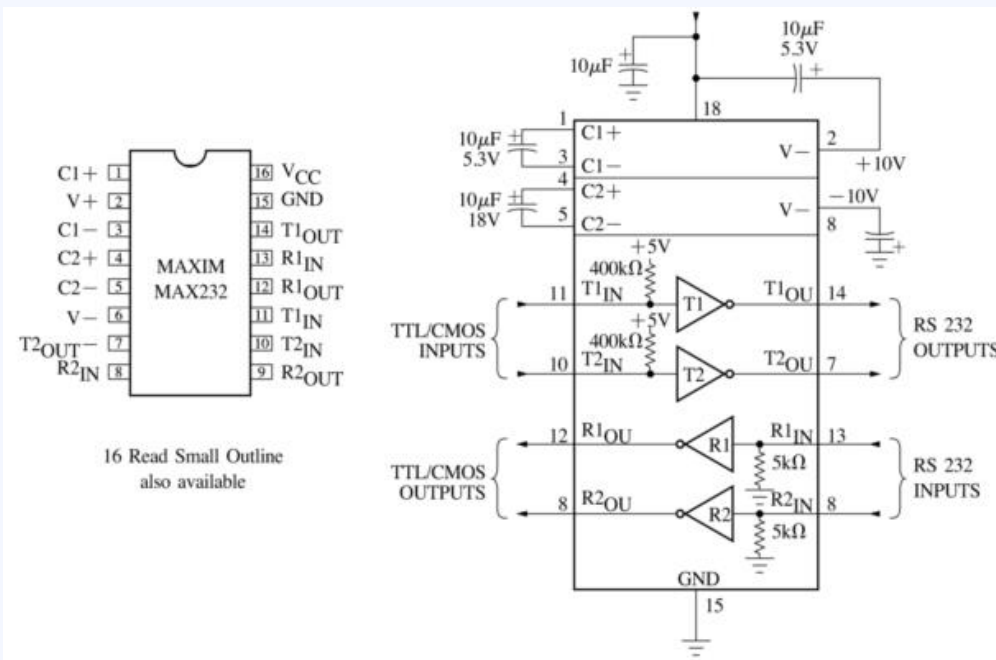 C1+ 1
V+ 2
C1− 3
C2+ 4
C2− 5
V− 6
T2OUT− 7
R2IN 8
MAXIM
MAX232
16 VCC
15 GND
14 T1OUT
13 R1IN
12 R1OUT
11 T1IN
10 T2IN
9 R2OUT
16 Read Small Outline
also available
10μF +
+ 10μF
5.3V
18
1 C1+
10μF +
5.3V
3 C1−
V− 2
+10V
4 C2+
10μF +
18V
5 C2−
V− −10V
8
+
+5V
400kΩ
11 T1IN T1 T1OU 14
+5V
400kΩ
10 T2IN T2 T2OU 7
TTL/CMOS
INPUTS
RS 232
OUTPUTS
12 R1OU R1 R1IN 13
5kΩ
8 R2OU R2 R2IN 8
5kΩ
TTL/CMOS
OUTPUTS
RS 232
INPUTS
GND
15